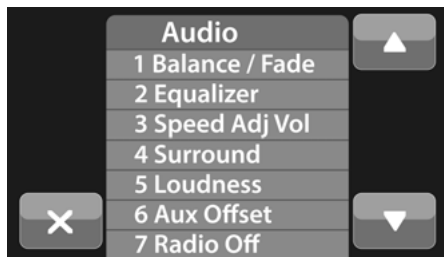 Audio
1 Balance / Fade
2 Equalizer
3 Speed Adj Vol
4 Surround
5 Loudness
6 Aux Offset
7 Radio Off